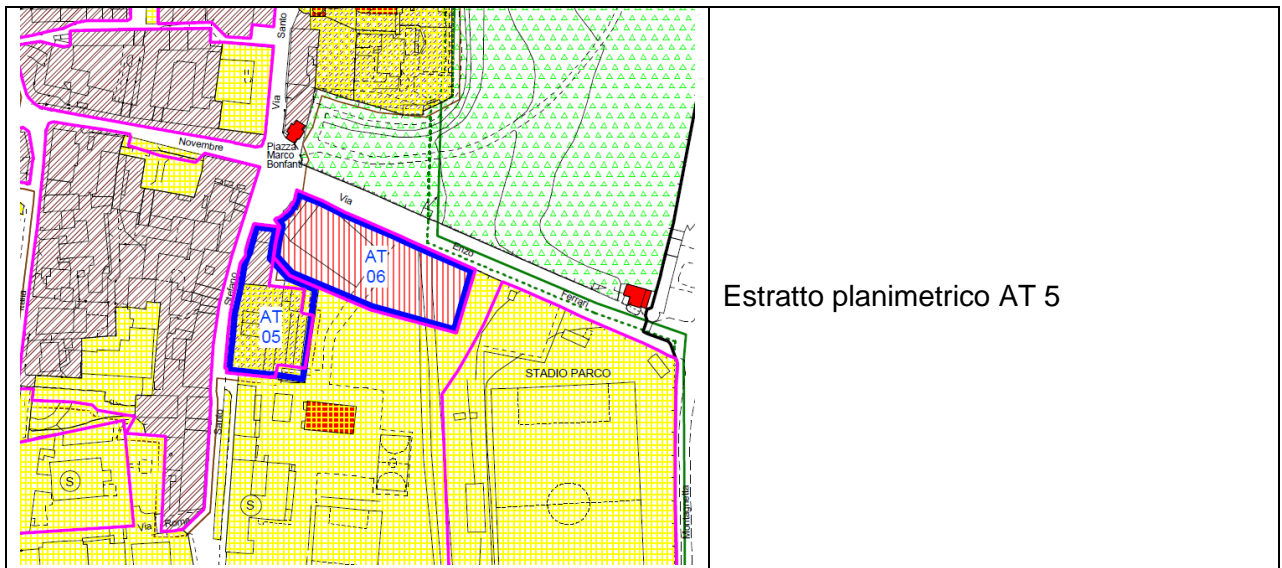 Santo
Via
Novembre
Piazza
Marco
Bonfanti
Via
Enzo
Ferrari
AT
06
Stefano
AT
05
Santo
STADIO PARCO
S
S
Via Roma
Montagnetta
Estratto planimetrico AT 5